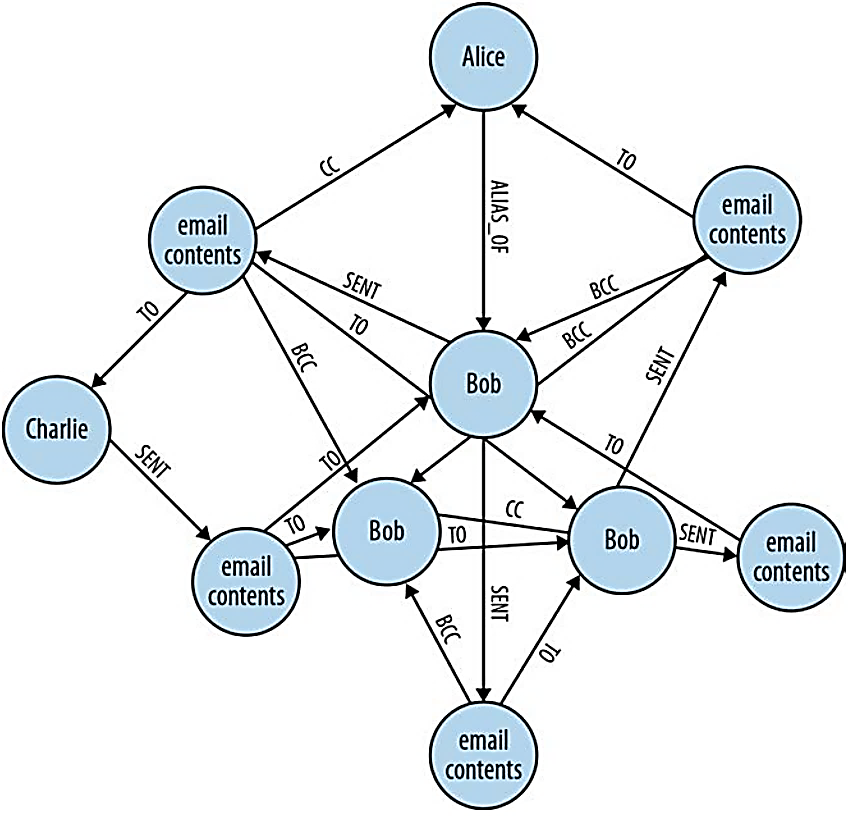 Alice
CC
TO
email
contents
email
contents
ALIAS_OF
SENT
BCC
TO
TO
BCC
BCC
SENT
Bob
Charlie
SENT
TO
TO
CC
TO
Bob
TO
Bob
SENT
email
contents
email
contents
BCC
SENT
TO
email
contents